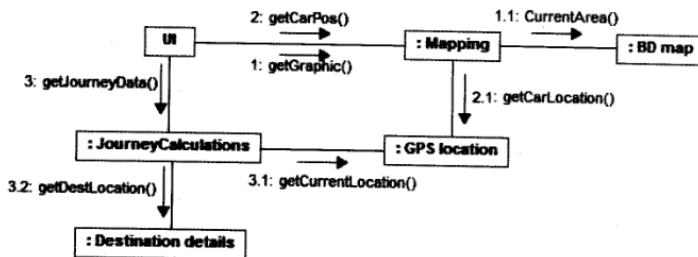 2: getCarPos()
1.1: CurrentArea()
UI
: Mapping
: BD map
1: getGraphic()
3: getJourneyData()
2.1: getCarLocation()
: JourneyCalculations
: GPS location
3.1: getCurrentLocation()
3.2: getDestLocation()
: Destination details